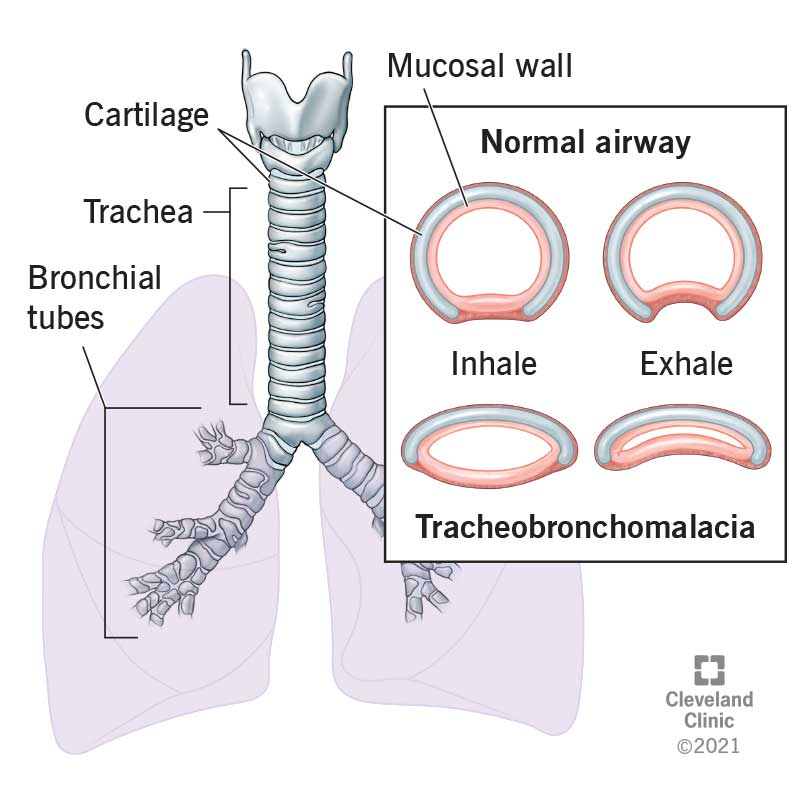 Mucosal wall
Cartilage
Normal airway
Trachea
Bronchial
tubes
Inhale
Exhale
Tracheobronchomalacia
Cleveland
Clinic
©2021